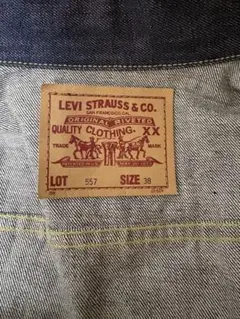 LEVI STRAUSS & CO.
SAN FRANCISCO, CAL.
ORIGINAL RIVETED
QUALITY CLOTHING. XX
TRADE MARK
LOT 557 SIZE 38